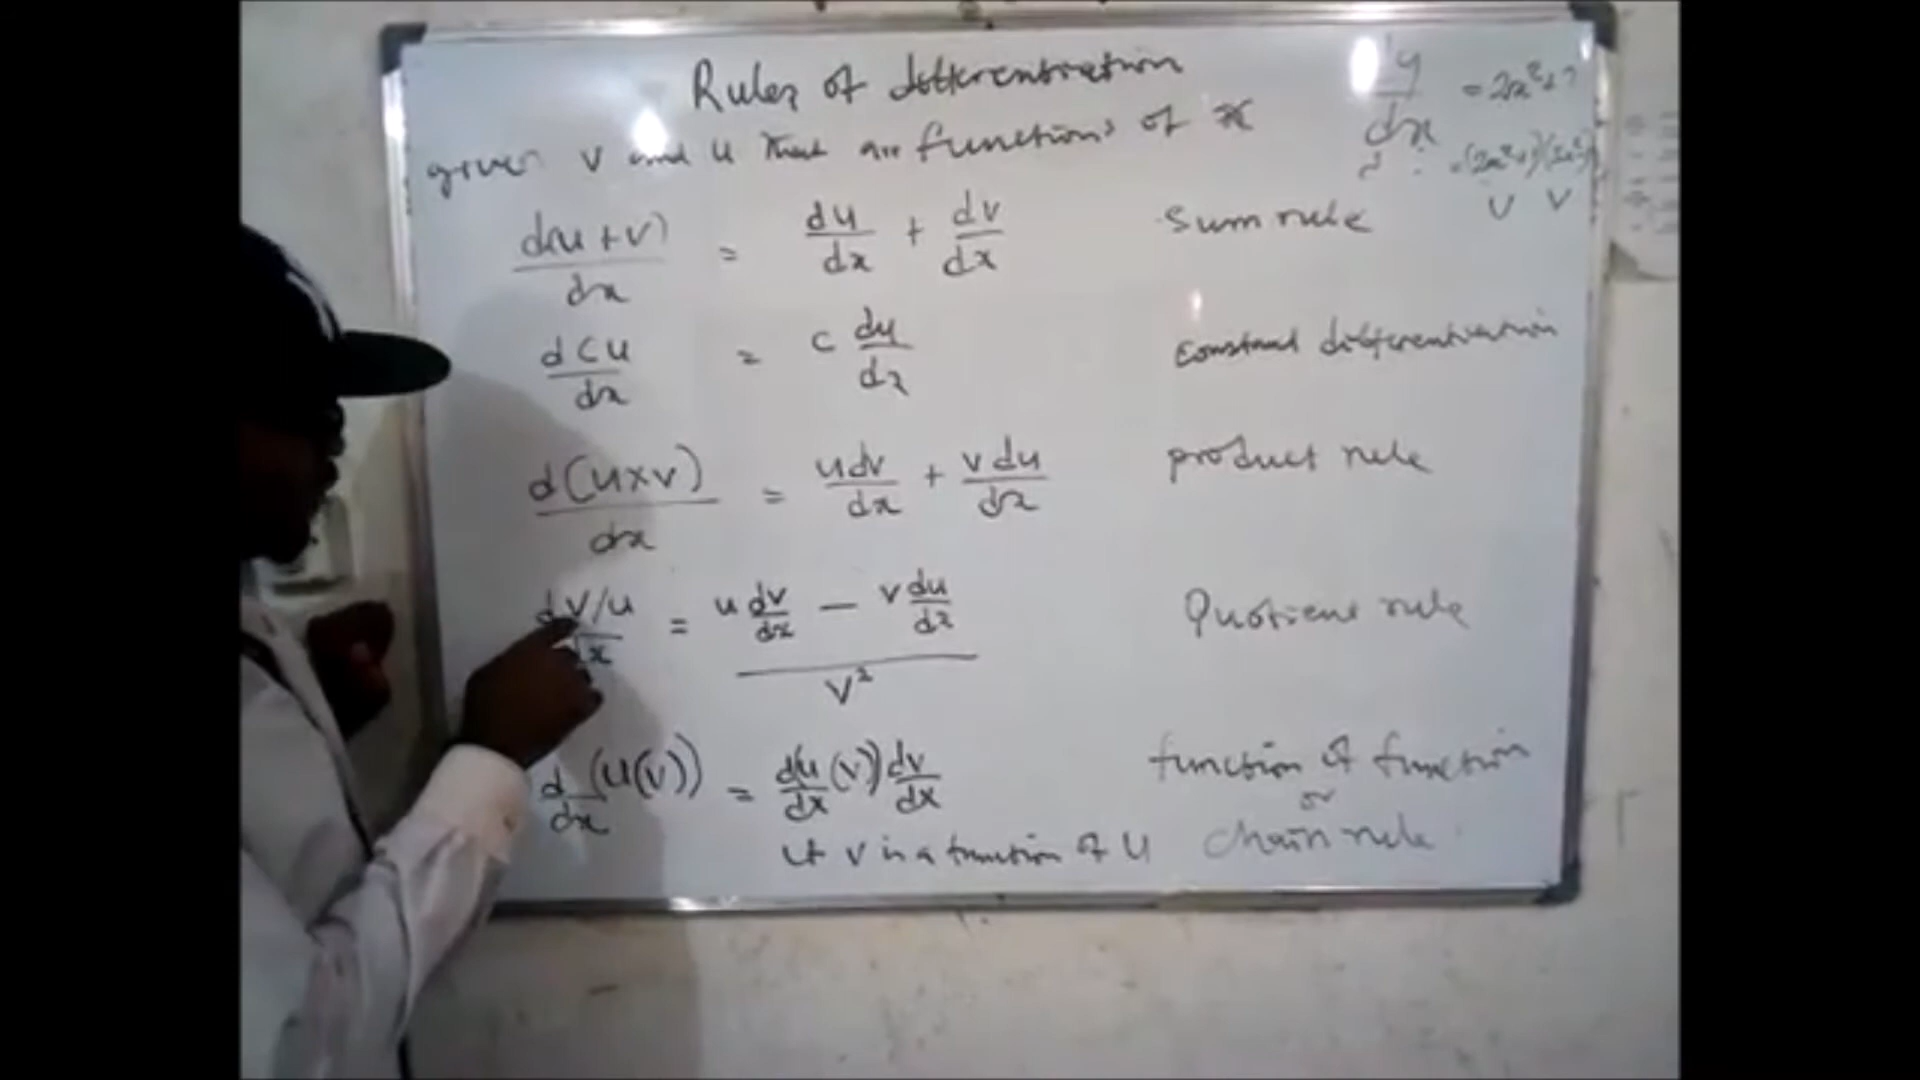 Rules of differentiation
given v and u that are functions of x
d(u+v)/dx = du/dx + dv/dx Sum rule
dcu/dx = c du/dx constant differentiation
d(u×v)/dx = udv/dx + vdu/dx product rule
dv/u/dx = (u dv/dx − v du/dx)/v² Quotient rule
d/dx (u(v)) = du/dx (v) dv/dx function of function
or
if v is a function of u chain rule
dy/dx
U V